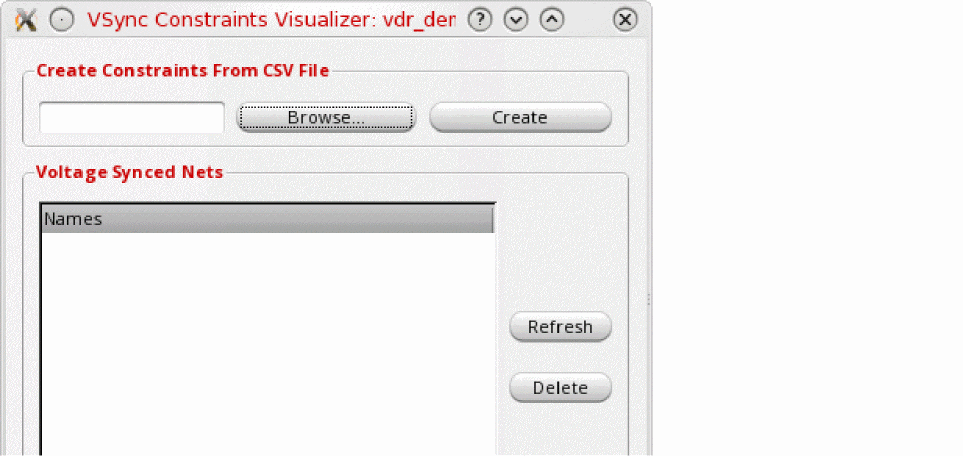 VSync Constraints Visualizer: vdr_der
Create Constraints From CSV File
Browse... Create
Voltage Synced Nets
Names
Refresh
Delete